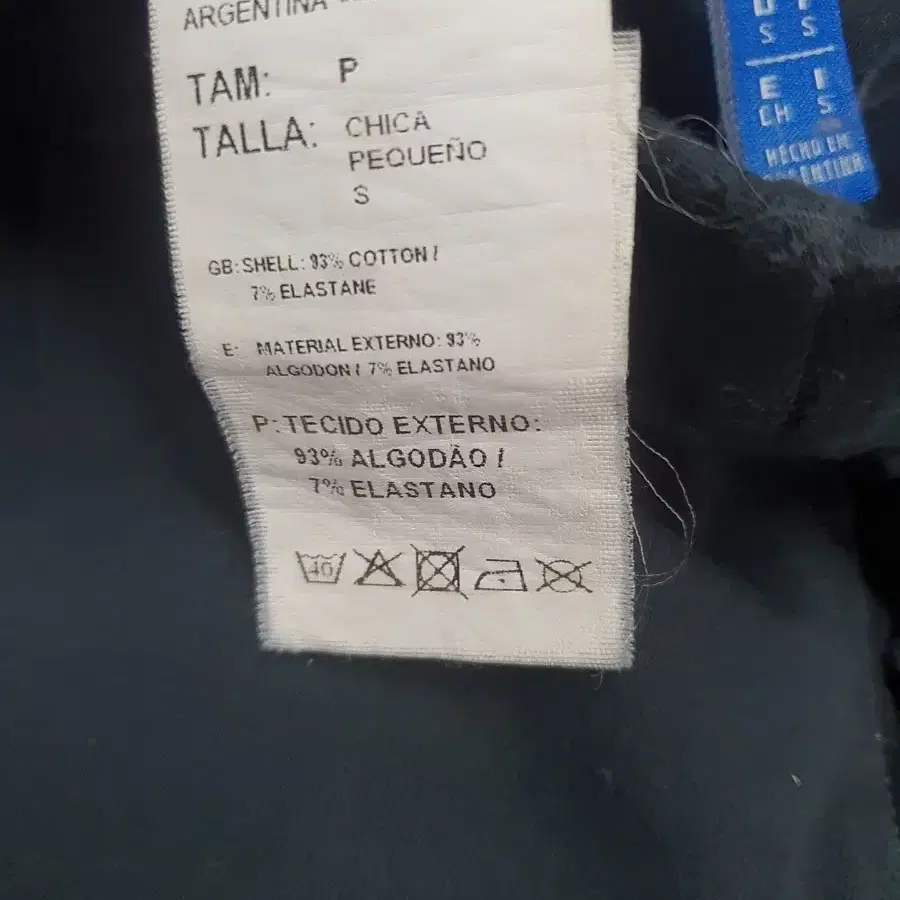 ARGENTINA
TAM: P
TALLA: CHICA
PEQUEÑO
S
GB: SHELL: 93% COTTON /
7% ELASTANE
E: MATERIAL EXTERNO: 93%
ALGODON / 7% ELASTANO
P: TECIDO EXTERNO:
93% ALGODÃO /
7% ELASTANO
40
S S
E I
CH S
HECHO EN